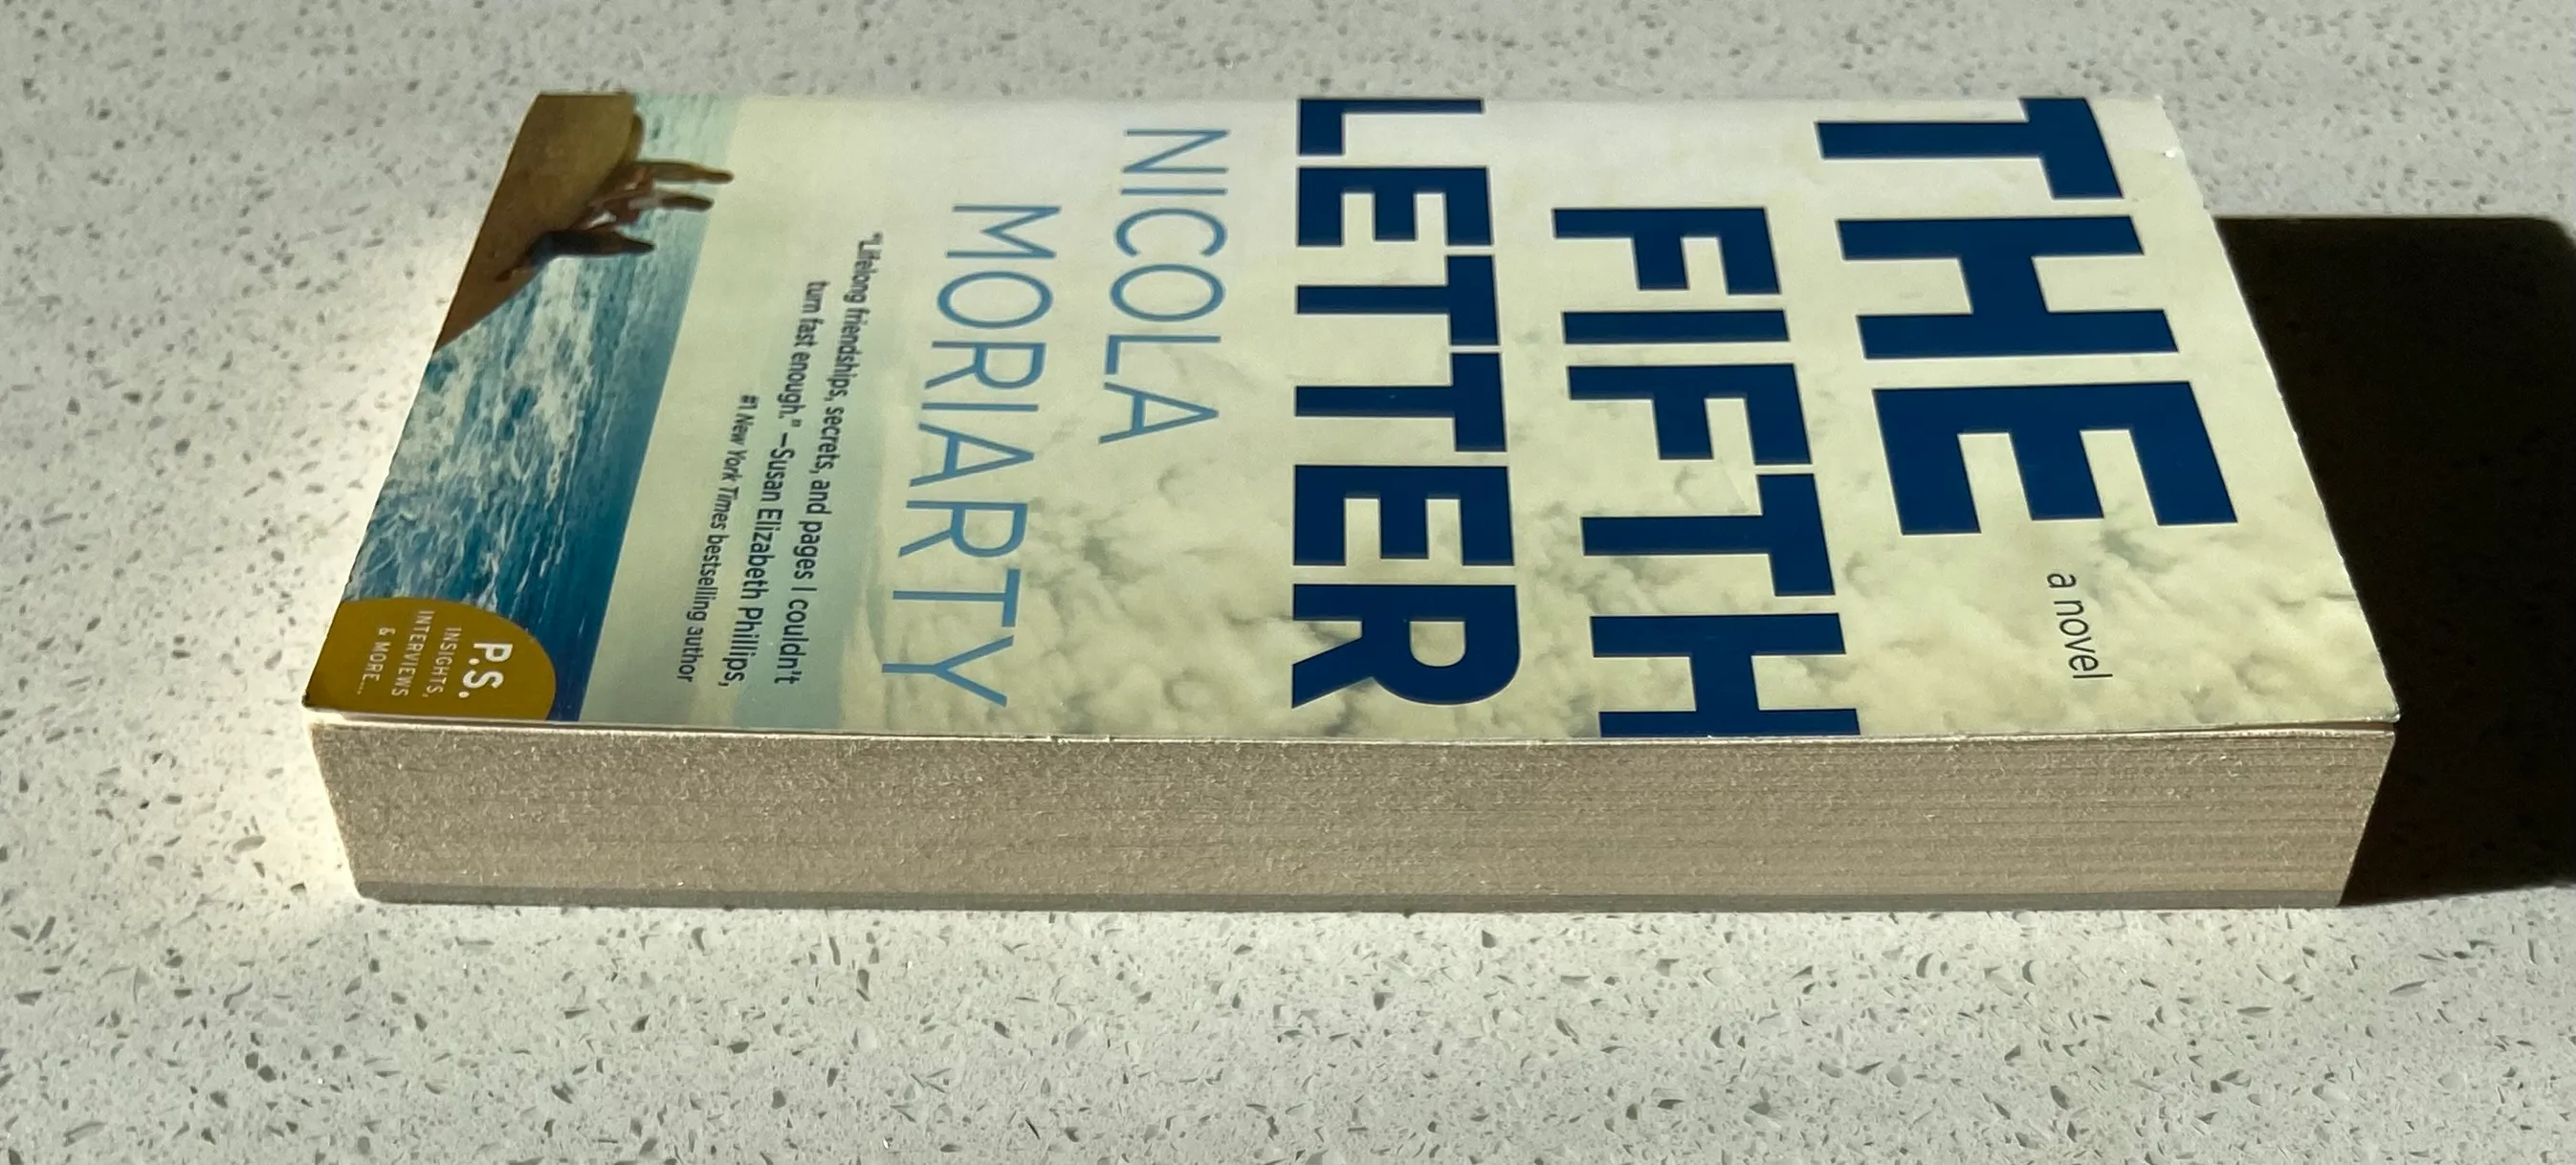 THE
a novel
FIFTH
LETTER
NICOLA
MORIARTY
"Lifelong friendships, secrets, and pages I couldn't
turn fast enough." —Susan Elizabeth Phillips,
#1 New York Times bestselling author
P.S.
INSIGHTS,
INTERVIEWS
& MORE...